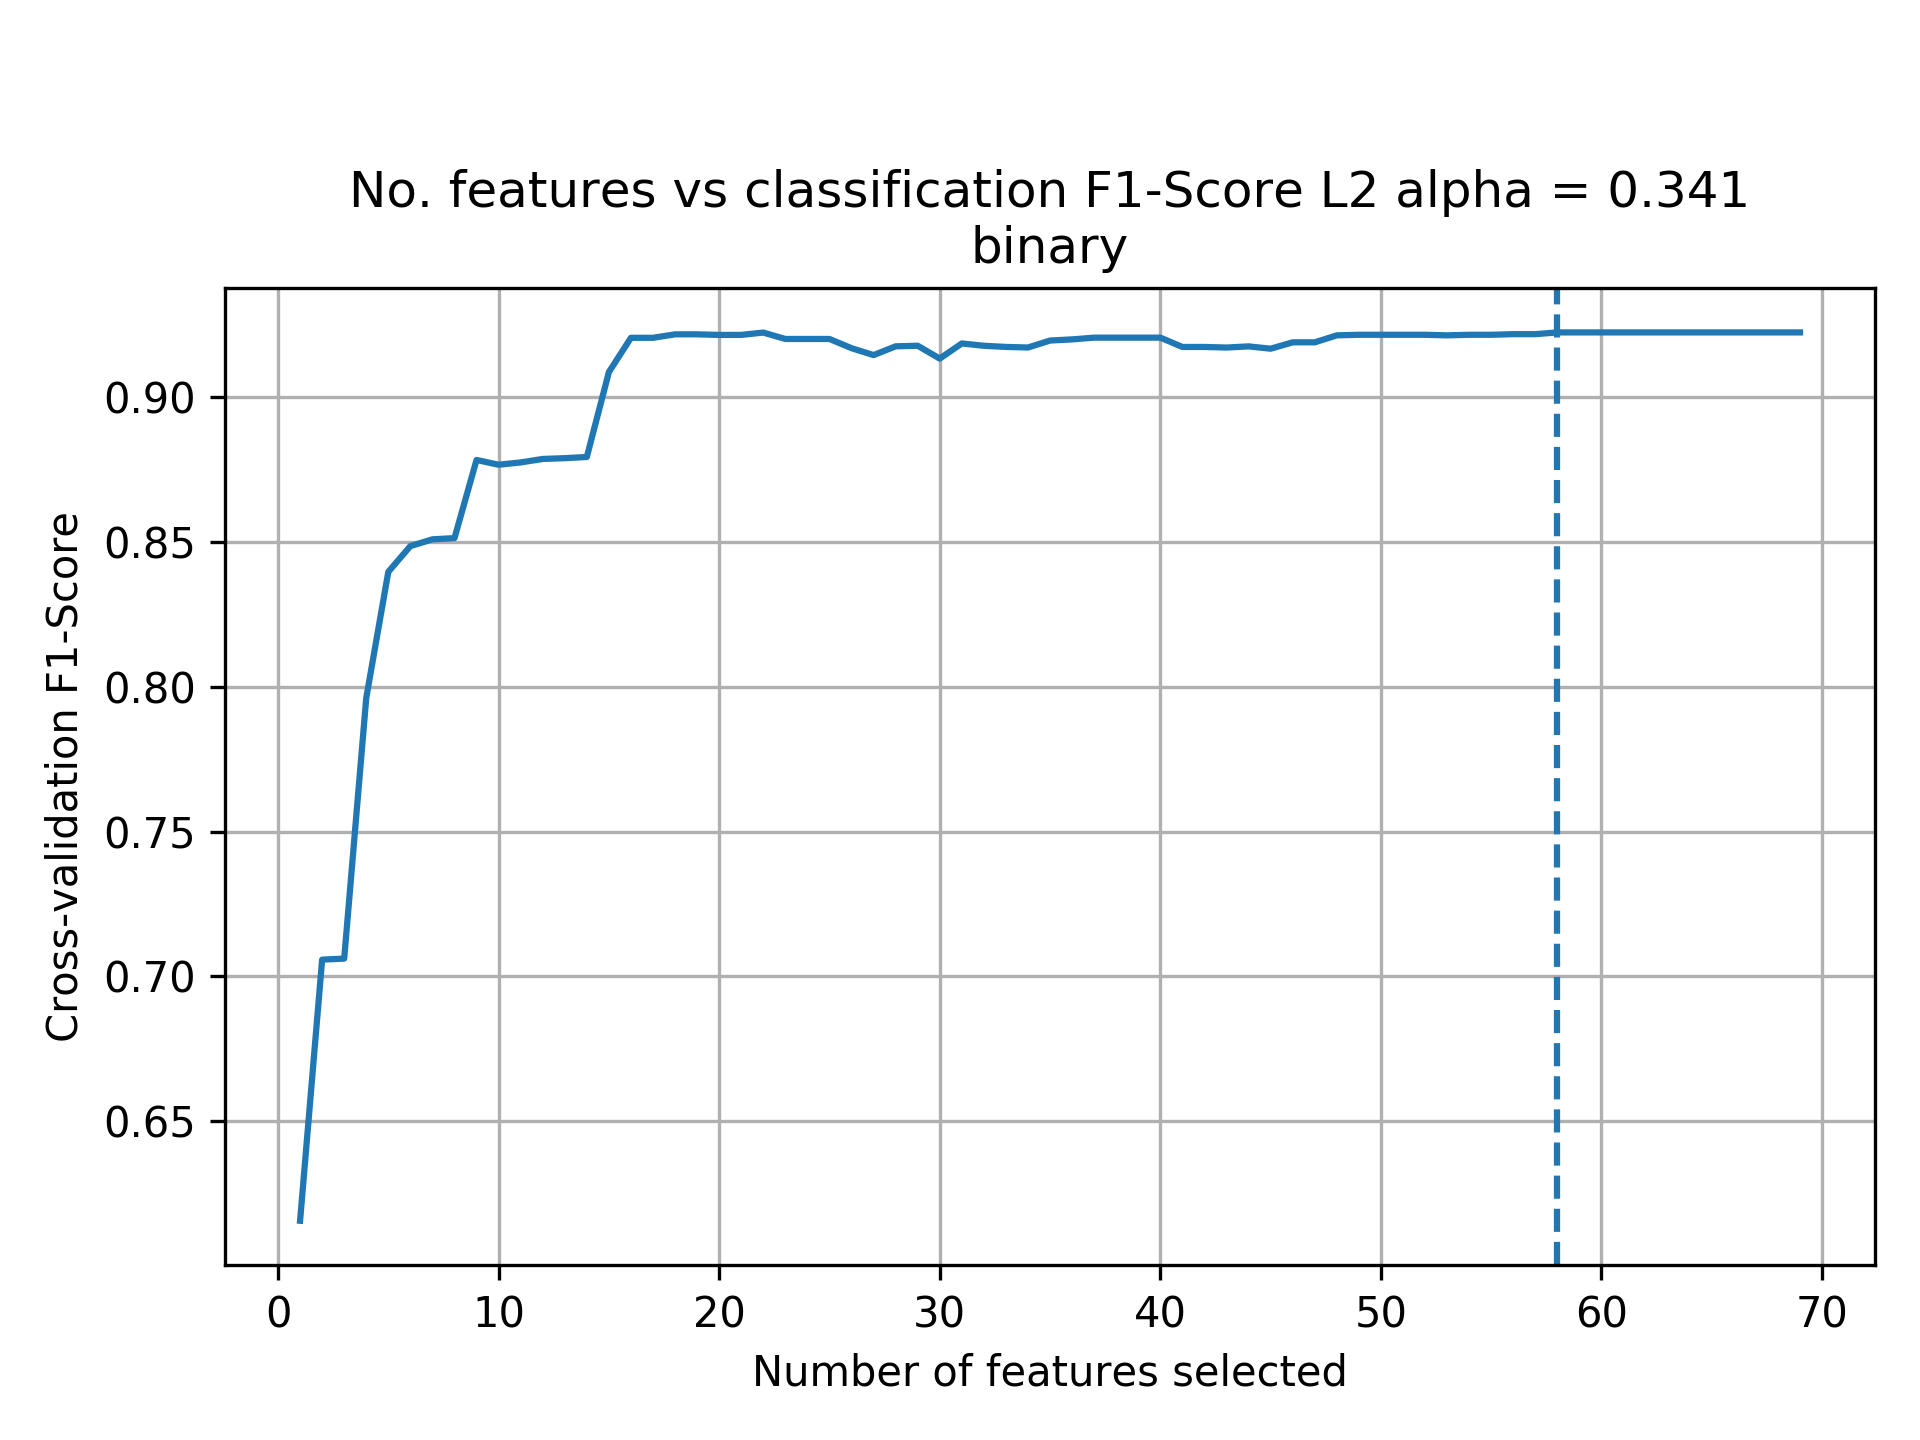 No. features vs classification F1-Score L2 alpha = 0.341
binary
Cross-validation F1-Score
0.90
0.85
0.80
0.75
0.70
0.65
0 10 20 30 40 50 60 70
Number of features selected